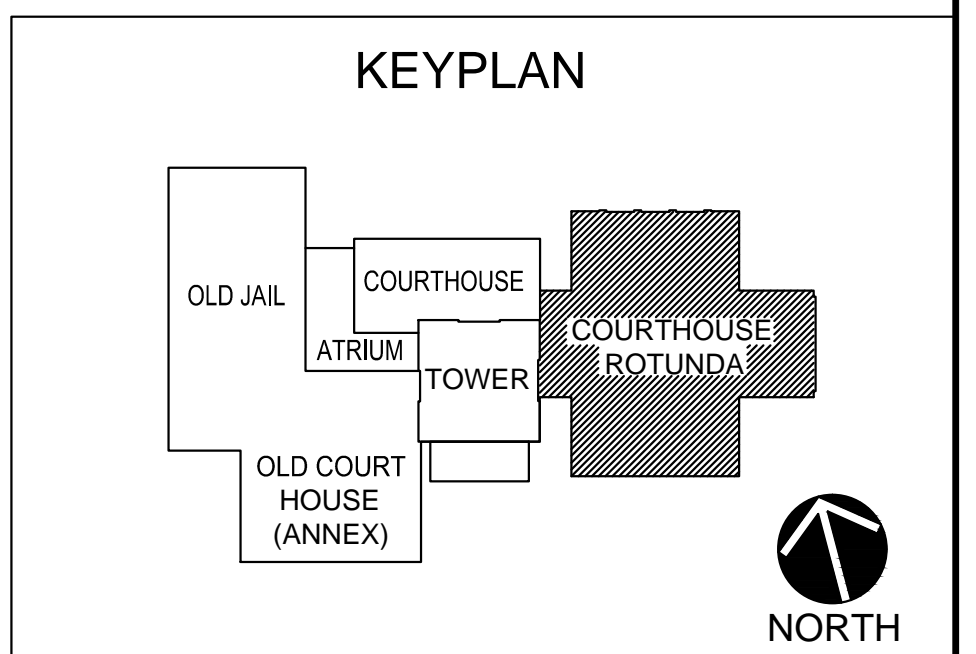 KEYPLAN
OLD JAIL
COURTHOUSE
ATRIUM
TOWER
COURTHOUSE
ROTUNDA
OLD COURT
HOUSE
(ANNEX)
NORTH